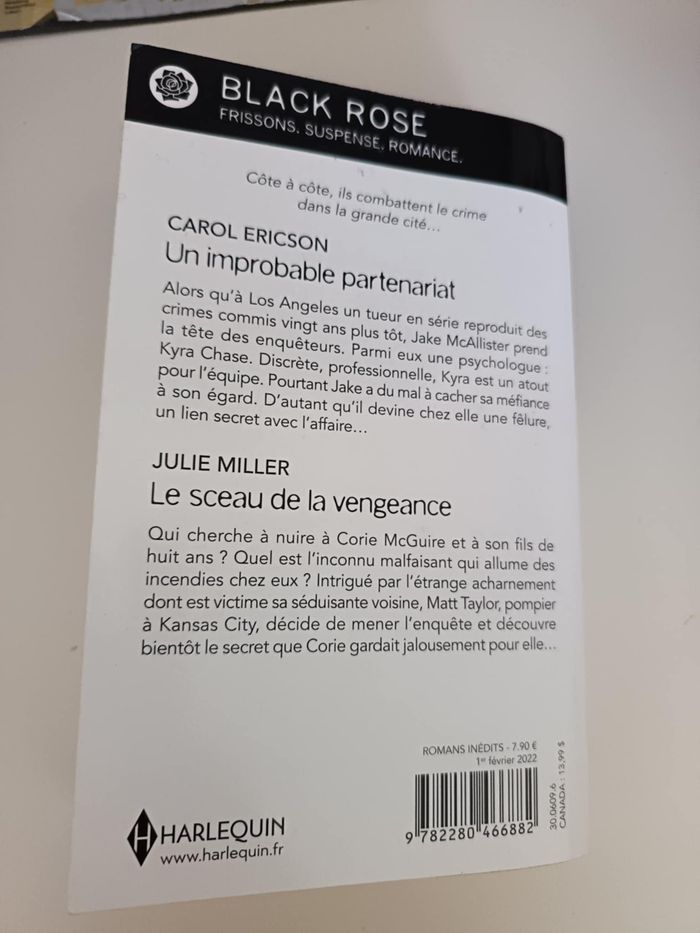 BLACK ROSE
FRISSONS. SUSPENSE. ROMANCE.
Côte à côte, ils combattent le crime
dans la grande cité...
CAROL ERICSON
Un improbable partenariat
Alors qu'à Los Angeles un tueur en série reproduit des
crimes commis vingt ans plus tôt, Jake McAllister prend
la tête des enquêteurs. Parmi eux une psychologue :
Kyra Chase. Discrète, professionnelle, Kyra est un atout
pour l'équipe. Pourtant Jake a du mal à cacher sa méfiance
à son égard. D'autant qu'il devine chez elle une fêlure,
un lien secret avec l'affaire...
JULIE MILLER
Le sceau de la vengeance
Qui cherche à nuire à Corie McGuire et à son fils de
huit ans ? Quel est l'inconnu malfaisant qui allume des
incendies chez eux ? Intrigué par l'étrange acharnement
dont est victime sa séduisante voisine, Matt Taylor, pompier
à Kansas City, décide de mener l'enquête et découvre
bientôt le secret que Corie gardait jalousement pour elle...
ROMANS INÉDITS - 7,90 €
1er février 2022
9 782280 466882
30.0609.6
CANADA : 13,99 $
H HARLEQUIN
www.harlequin.fr